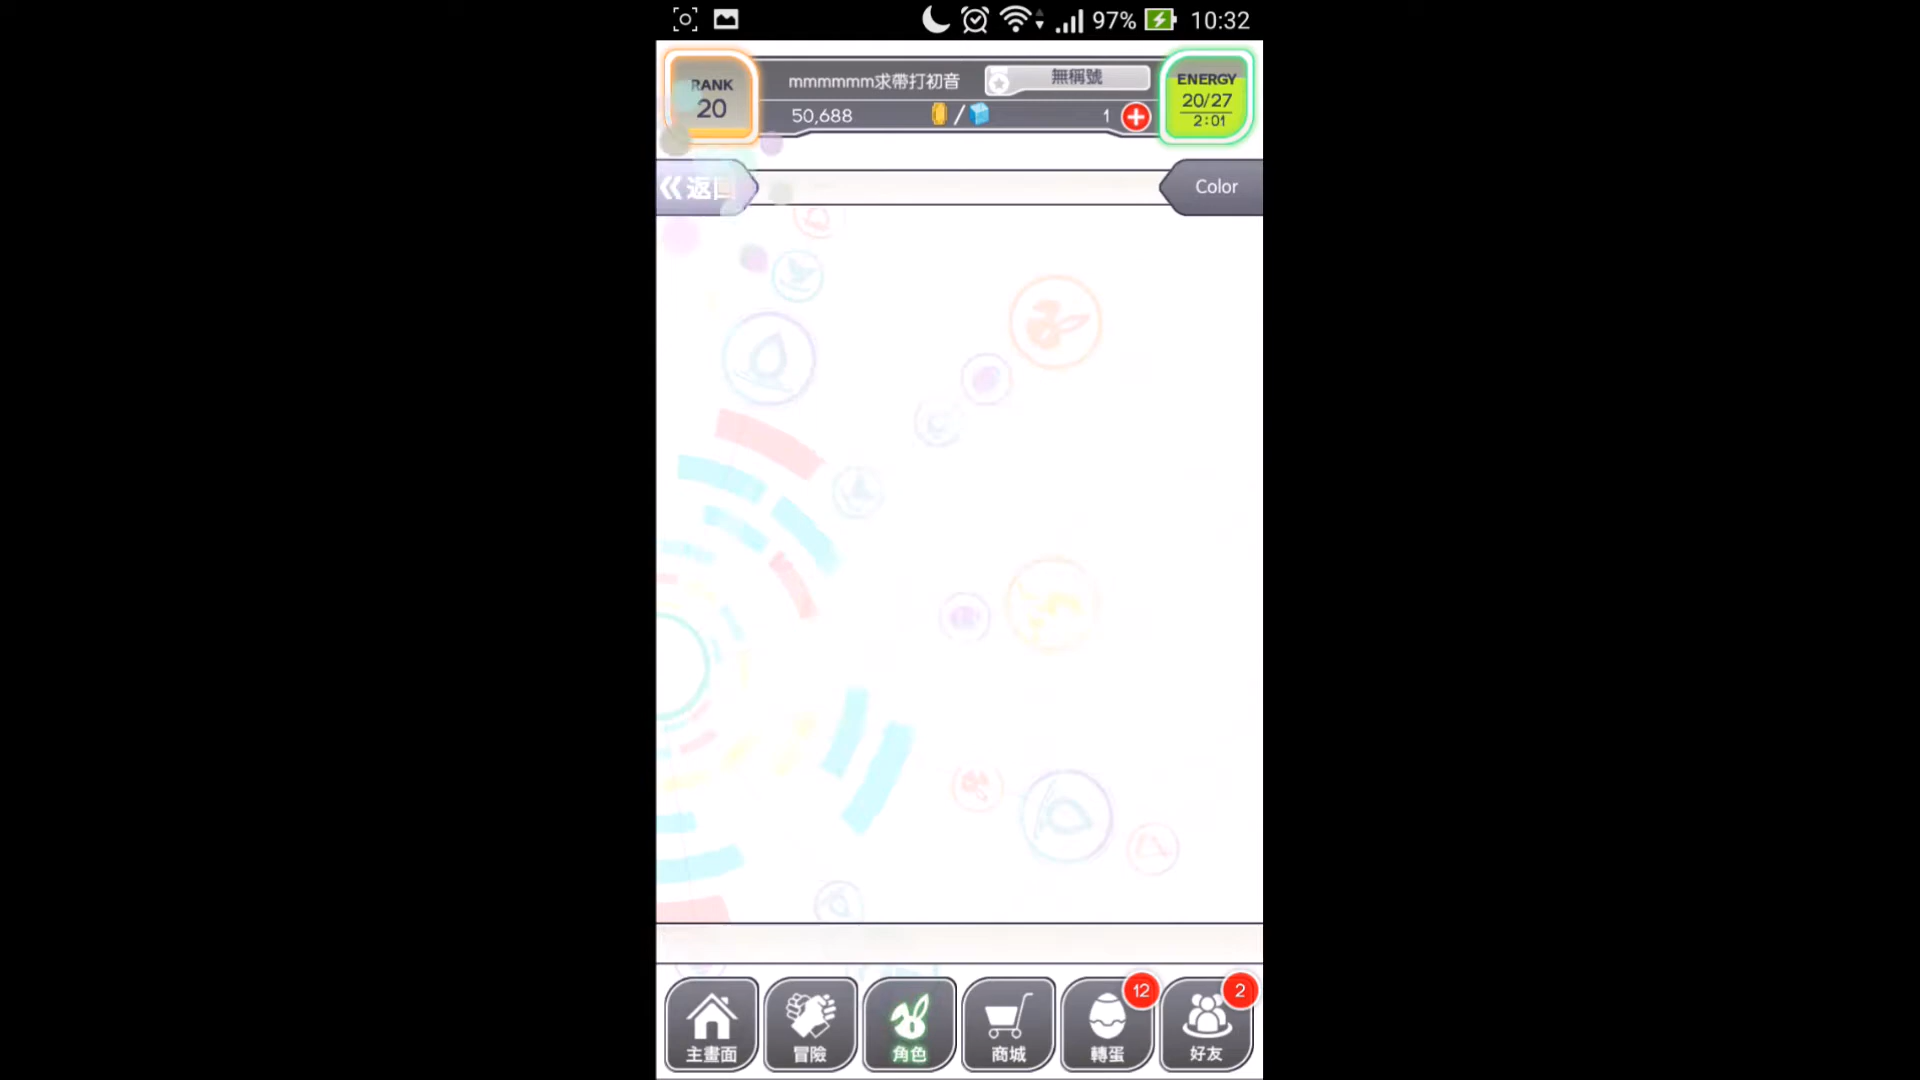 97% 10:32
RANK
20
mmmmmm求帶打初音
無稱號
50,688
/
1
ENERGY
20/27
2:01
返回
Color
主畫面
冒險
角色
商城
12
轉蛋
2
好友